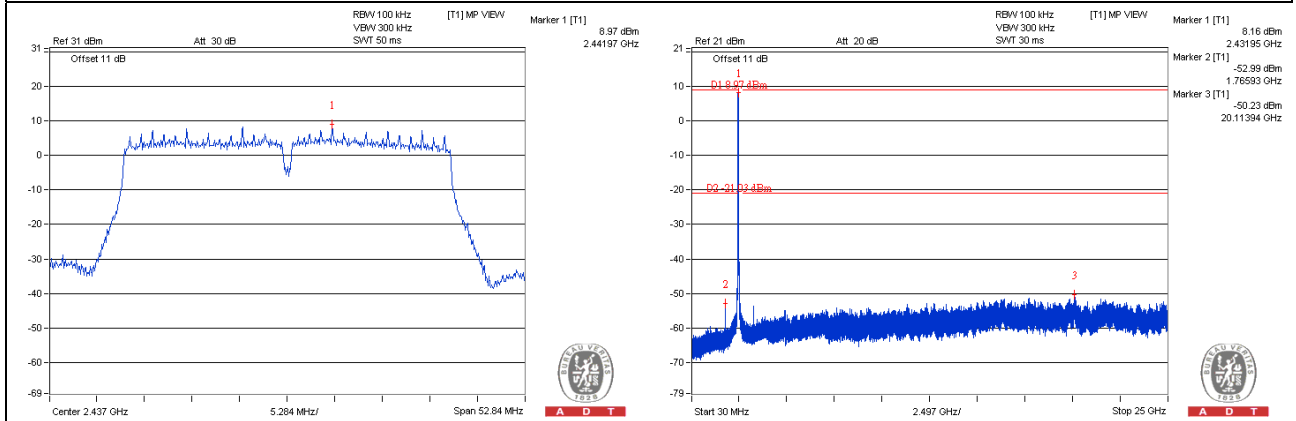 RBW 100 kHz [T1] MP VIEW
VBW 300 kHz
Ref 31 dBm Att 30 dB SWT 50 ms
Marker 1 [T1]
8.97 dBm
2.44197 GHz
31
Offset 11 dB
20
10
0
-10
-20
-30
-40
-50
-60
-69
1
Center 2.437 GHz 5.284 MHz/ Span 52.84 MHz
BUREAU VERITAS
1828
A D T
RBW 100 kHz [T1] MP VIEW
VBW 300 kHz
Ref 21 dBm Att 20 dB SWT 30 ms
Marker 1 [T1]
8.16 dBm
2.43195 GHz
Marker 2 [T1]
-52.99 dBm
1.76593 GHz
Marker 3 [T1]
-50.23 dBm
20.11394 GHz
21
Offset 11 dB
10
0
-10
-20
-30
-40
-50
-60
-70
-79
1
D1 8.97 dBm
D2 -21.03 dBm
2
3
Start 30 MHz 2.497 GHz/ Stop 25 GHz
BUREAU VERITAS
1828
A D T